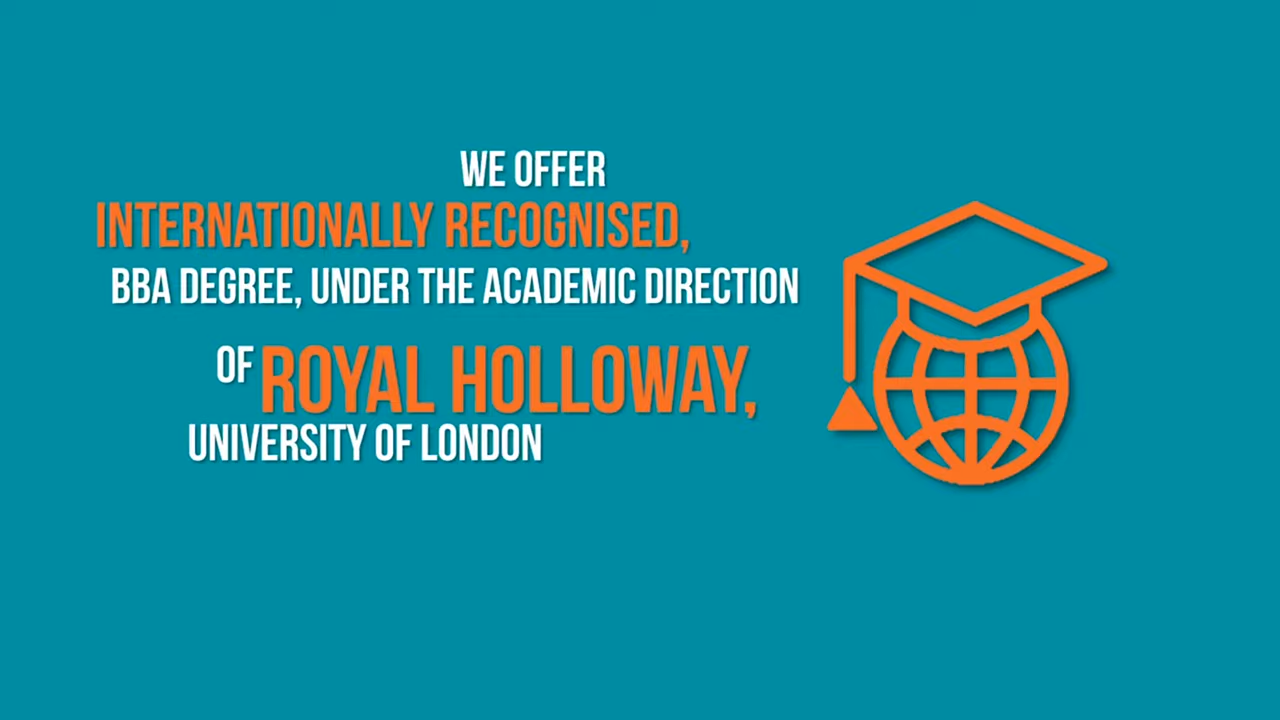 WE OFFER
INTERNATIONALLY RECOGNISED,
BBA DEGREE, UNDER THE ACADEMIC DIRECTION
OF ROYAL HOLLOWAY,
UNIVERSITY OF LONDON